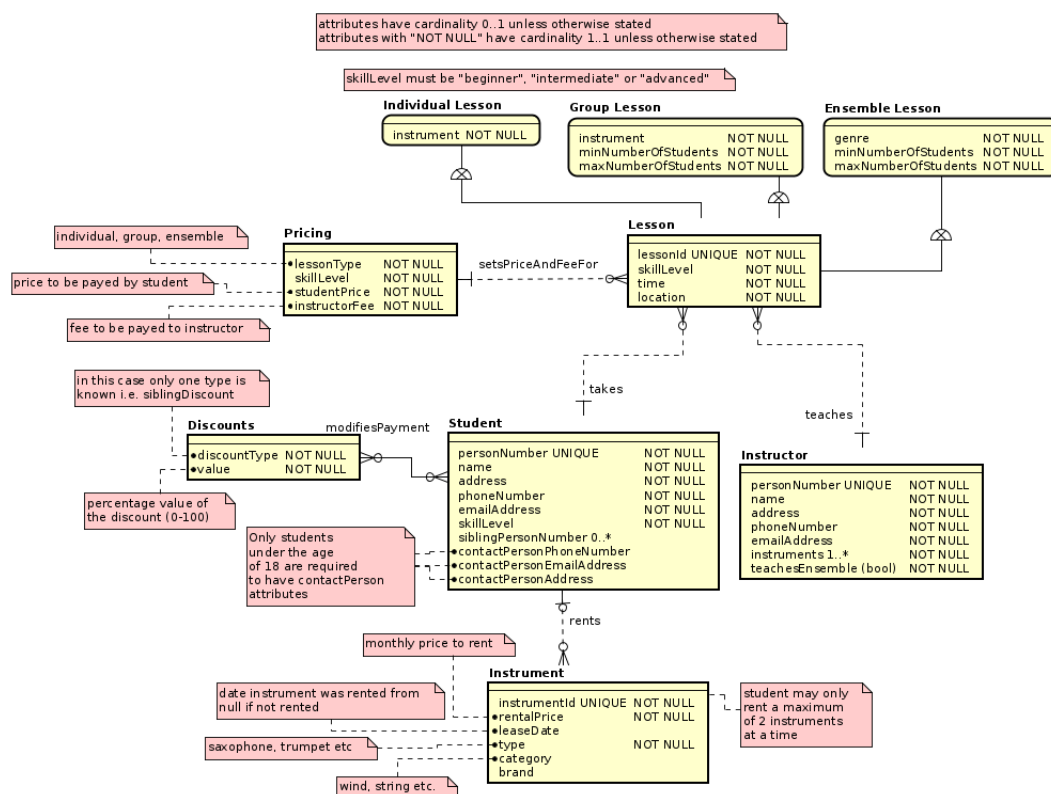 attributes have cardinality 0..1 unless otherwise stated
attributes with "NOT NULL" have cardinality 1..1 unless otherwise stated
skillLevel must be "beginner", "intermediate" or "advanced"
Individual Lesson
instrument NOT NULL
Group Lesson
instrument NOT NULL
minNumberOfStudents NOT NULL
maxNumberOfStudents NOT NULL
Ensemble Lesson
genre NOT NULL
minNumberOfStudents NOT NULL
maxNumberOfStudents NOT NULL
individual, group, ensemble
price to be payed by student
fee to be payed to instructor
Pricing
lessonType NOT NULL
skillLevel NOT NULL
studentPrice NOT NULL
instructorFee NOT NULL
setsPriceAndFeeFor
Lesson
lessonId UNIQUE NOT NULL
skillLevel NOT NULL
time NOT NULL
location NOT NULL
takes
teaches
in this case only one type is
known i.e. siblingDiscount
Discounts
discountType NOT NULL
value NOT NULL
modifiesPayment
percentage value of
the discount (0-100)
Student
personNumber UNIQUE NOT NULL
name NOT NULL
address NOT NULL
phoneNumber NOT NULL
emailAddress NOT NULL
skillLevel NOT NULL
siblingPersonNumber 0..*
contactPersonPhoneNumber
contactPersonEmailAddress
contactPersonAddress
Only students
under the age
of 18 are required
to have contactPerson
attributes
Instructor
personNumber UNIQUE NOT NULL
name NOT NULL
address NOT NULL
phoneNumber NOT NULL
emailAddress NOT NULL
instruments 1..* NOT NULL
teachesEnsemble (bool) NOT NULL
rents
monthly price to rent
date instrument was rented from
null if not rented
saxophone, trumpet etc
wind, string etc.
Instrument
instrumentId UNIQUE NOT NULL
rentalPrice NOT NULL
leaseDate
type NOT NULL
category
brand
student may only
rent a maximum
of 2 instruments
at a time